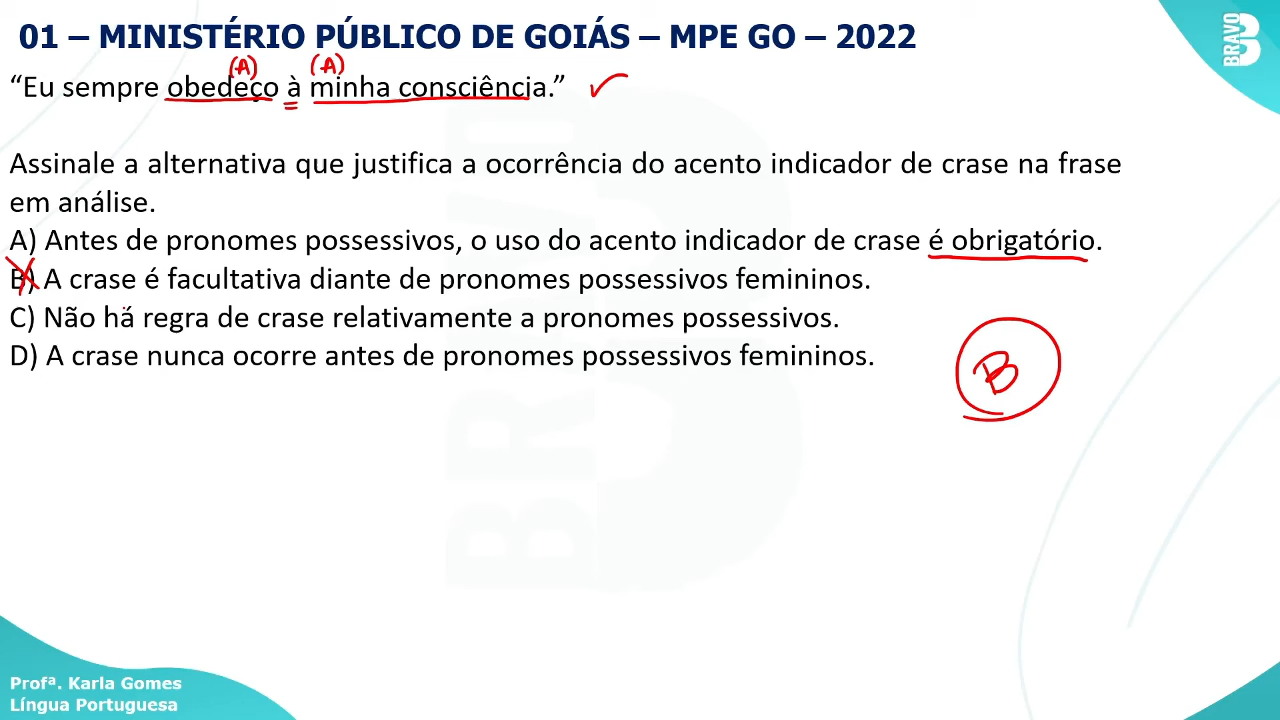 01 – MINISTÉRIO PÚBLICO DE GOIÁS – MPE GO – 2022
BRAVO
(A) (A)
“Eu sempre obedeço à minha consciência.”
Assinale a alternativa que justifica a ocorrência do acento indicador de crase na frase
em análise.
A) Antes de pronomes possessivos, o uso do acento indicador de crase é obrigatório.
B) A crase é facultativa diante de pronomes possessivos femininos.
C) Não há regra de crase relativamente a pronomes possessivos.
D) A crase nunca ocorre antes de pronomes possessivos femininos.
B
BRAVO
Profª. Karla Gomes
Língua Portuguesa